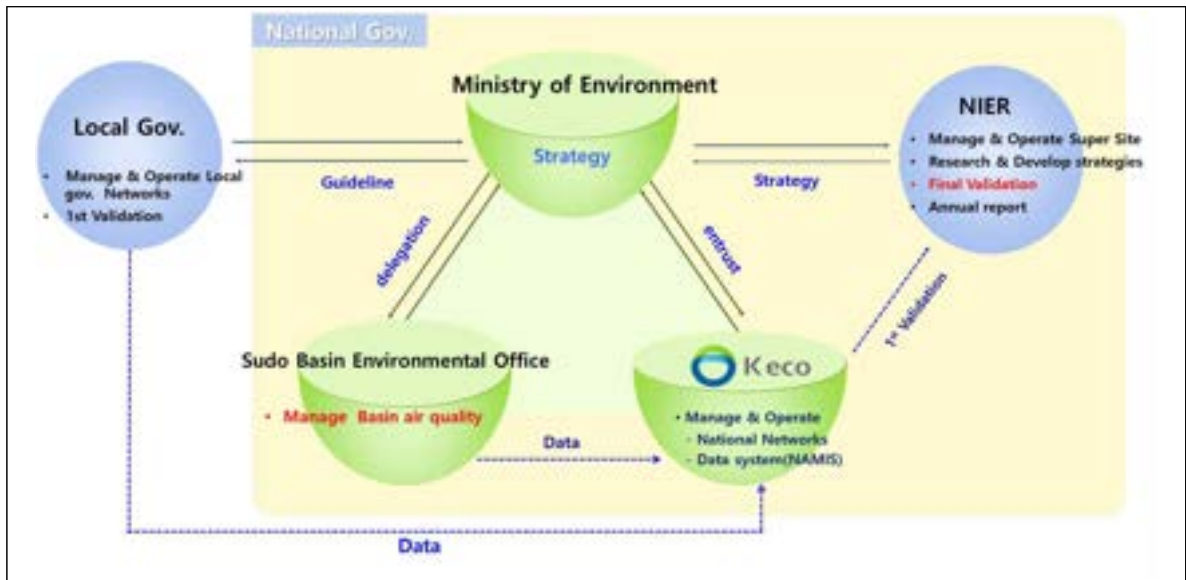 National Gov.
Ministry of Environment
Strategy
Local Gov.
• Manage & Operate Local
gov. Networks
• 1st Validation
Guideline
NIER
• Manage & Operate Super Site
• Research & Develop strategies
• Final Validation
• Annual report
Strategy
delegation
entrust
1st Validation
Sudo Basin Environmental Office
• Manage Basin air quality
Data
Keco
• Manage & Operate
- National Networks
- Data system(NAMIS)
Data